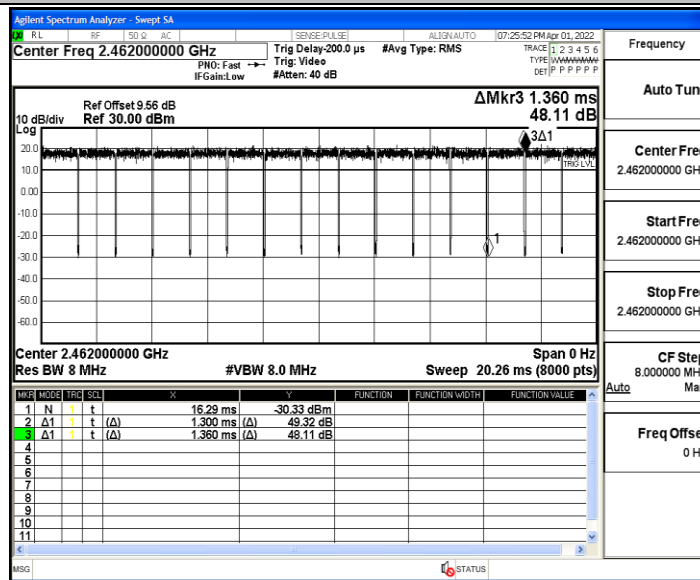 Agilent Spectrum Analyzer - Swept SA
RL RF 50 Ω AC SENSE:PULSE ALIGNAUTO 07:25:52 PM Apr 01, 2022
Center Freq 2.462000000 GHz
PNO: Fast
IFGain:Low
Trig Delay-200.0 µs
Trig: Video
#Atten: 40 dB
#Avg Type: RMS
TRACE 1 2 3 4 5 6
TYPE
DET P P P P P P
Frequency
Auto Tun
Center Fre
2.462000000 GH
Start Fre
2.462000000 GH
Stop Fre
2.462000000 GH
CF Step
8.000000 MH
Auto Ma
Freq Offse
0 H
ΔMkr3 1.360 ms
48.11 dB
Ref Offset 9.56 dB
10 dB/div Ref 30.00 dBm
Log
20.0
10.0
0.00
-10.0
-20.0
-30.0
-40.0
-50.0
-60.0
3Δ1
TRIG LVL
1
Center 2.462000000 GHz Span 0 Hz
Res BW 8 MHz #VBW 8.0 MHz Sweep 20.26 ms (8000 pts)
MKR MODE TRC SCL X Y FUNCTION FUNCTION WIDTH FUNCTION VALUE
1 N 1 t 16.29 ms -30.33 dBm
2 Δ1 1 t (Δ) 1.300 ms (Δ) 49.32 dB
3 Δ1 1 t (Δ) 1.360 ms (Δ) 48.11 dB
4
5
6
7
8
9
10
11
MSG STATUS